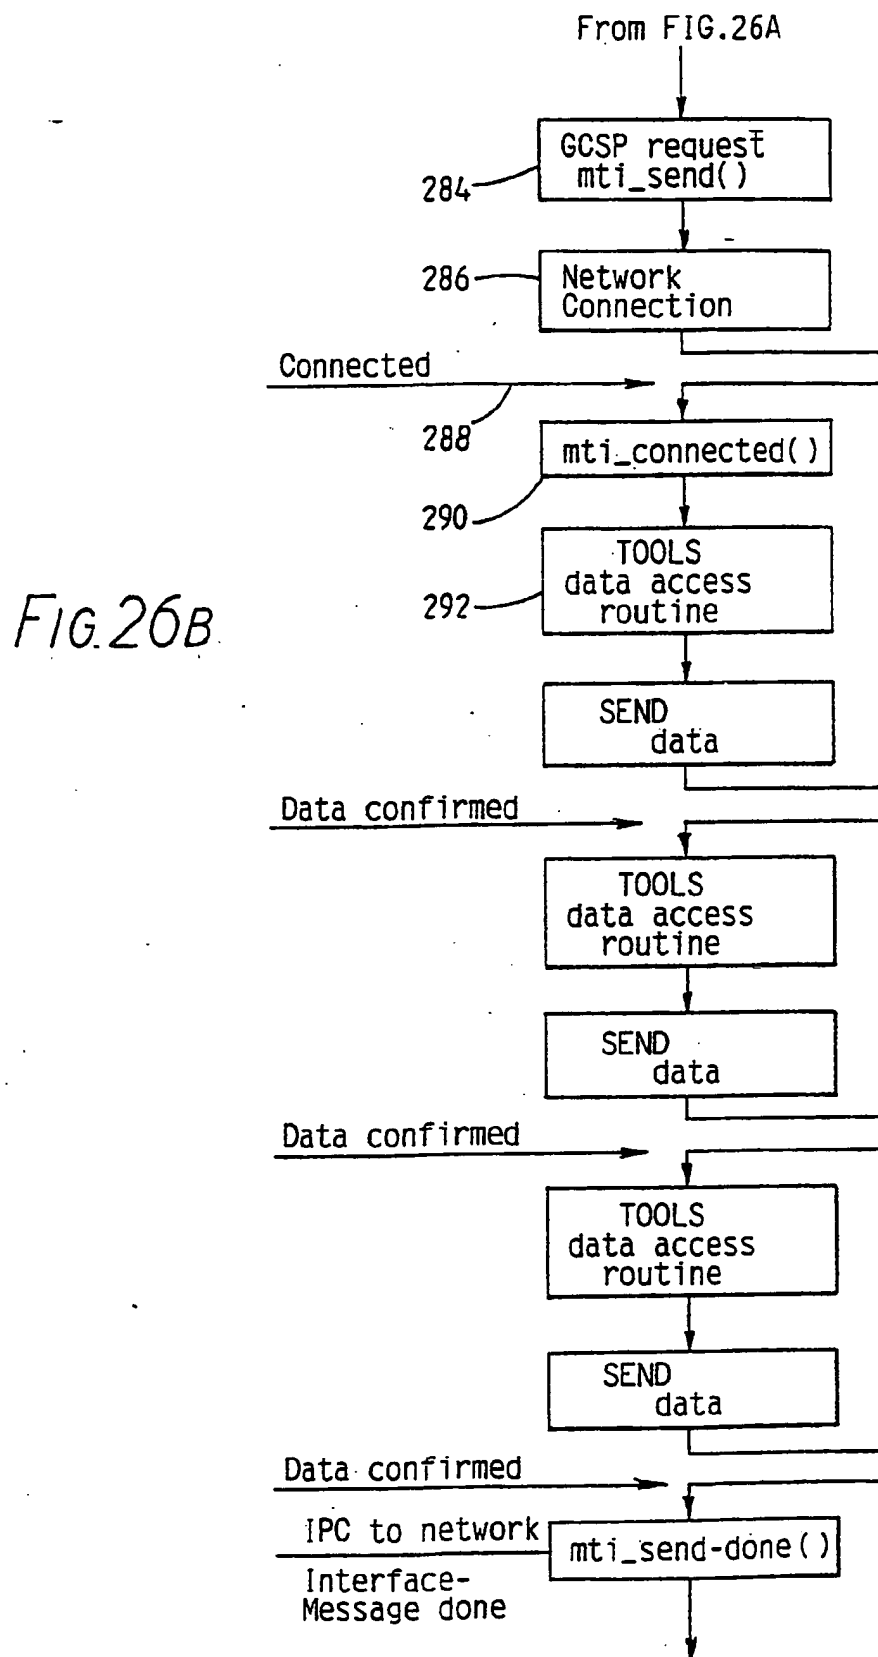 From FIG.26A
GCSP request
mti_send()
284
286
Network
Connection
Connected
288
mti_connected()
290
TOOLS
data access
routine
292
FIG.26B
SEND
data
Data confirmed
TOOLS
data access
routine
SEND
data
Data confirmed
TOOLS
data access
routine
SEND
data
Data confirmed
IPC to network
mti_send-done()
Interface-
Message done